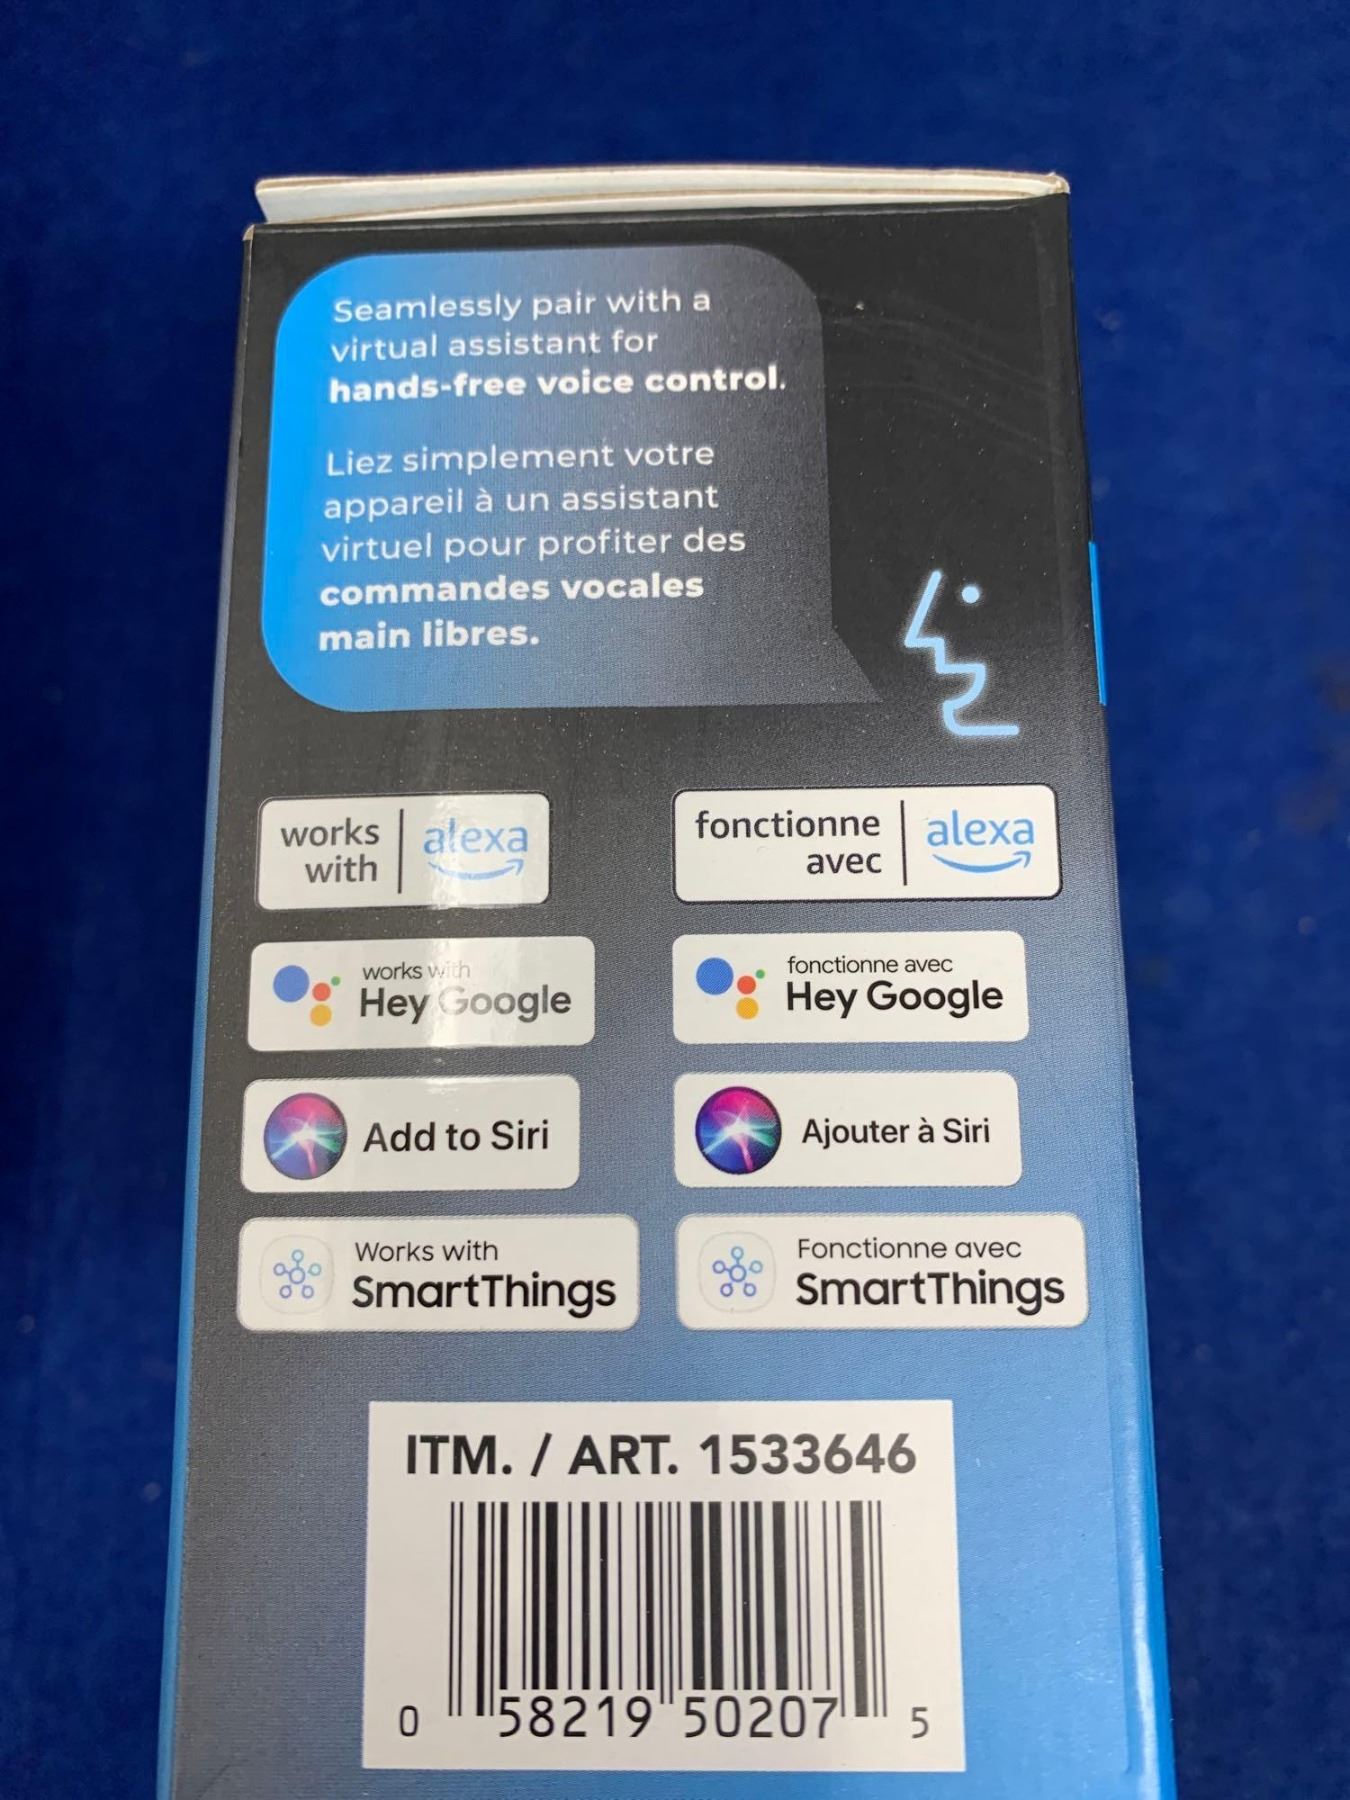 Seamlessly pair with a
virtual assistant for
hands-free voice control.
Liez simplement votre
appareil à un assistant
virtuel pour profiter des
commandes vocales
main libres.
works
with
alexa
fonctionne
avec
alexa
works with
Hey Google
fonctionne avec
Hey Google
Add to Siri
Ajouter à Siri
Works with
SmartThings
Fonctionne avec
SmartThings
ITM. / ART. 1533646
0 58219 50207 5